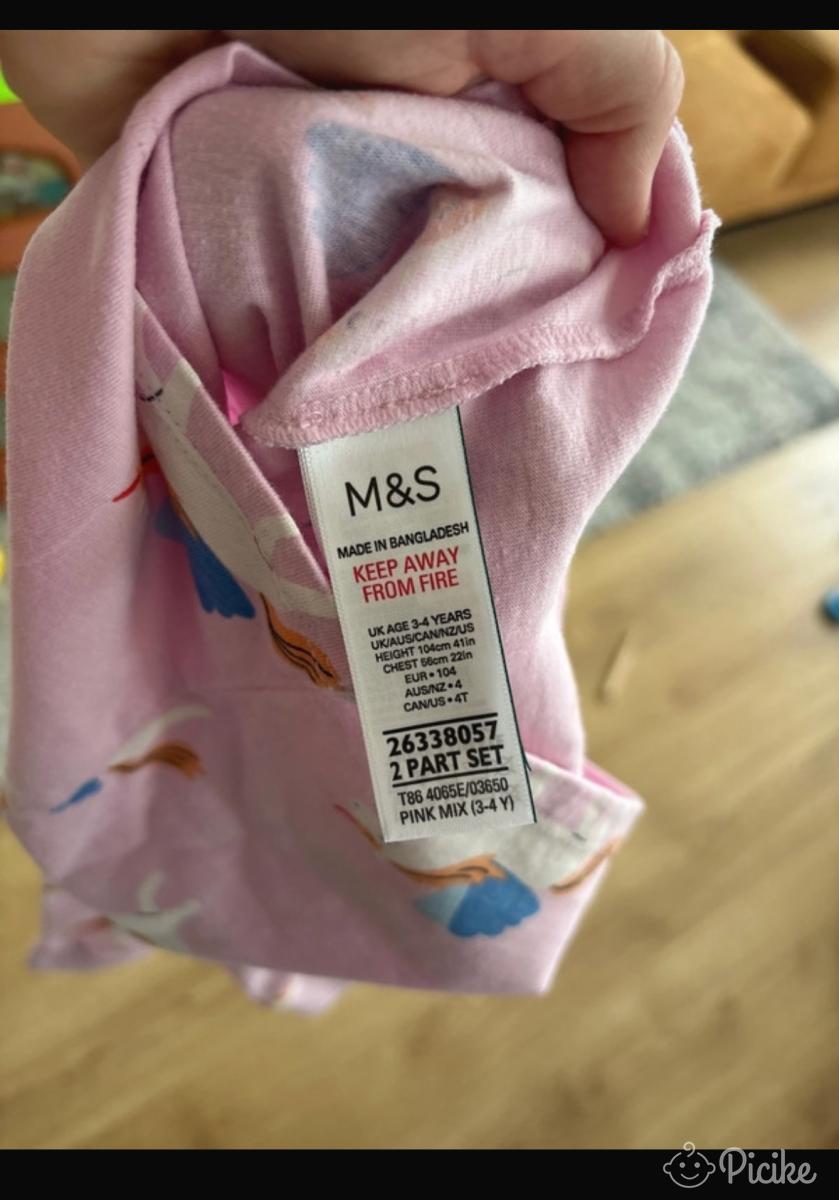 M&S
MADE IN BANGLADESH
KEEP AWAY
FROM FIRE
UK AGE 3-4 YEARS
UK/AUS/CAN/NZ/US
HEIGHT 104cm 41in
CHEST 56cm 22in
EUR • 104
AUS/NZ • 4
CAN/US • 4T
26338057
2 PART SET
T86 4065E/03650
PINK MIX (3-4 Y)
Picike